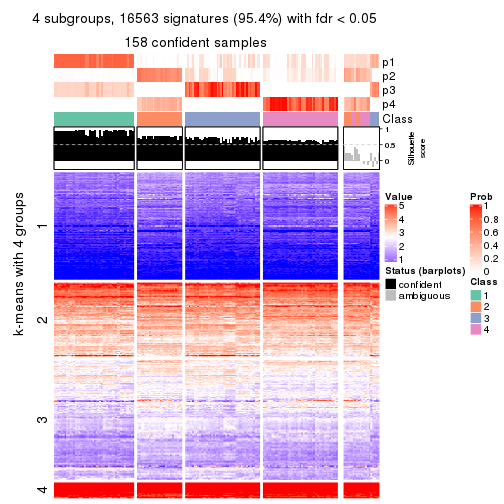 4 subgroups, 16563 signatures (95.4%) with fdr < 0.05
158 confident samples
p1
p2
p3
p4
Class
1
0.5
0
Silhouette
score
k-means with 4 groups
1
2
3
4
Value
5
4
3
2
1
Status (barplots)
confident
ambiguous
Prob
1
0.8
0.6
0.4
0.2
0
Class
1
2
3
4